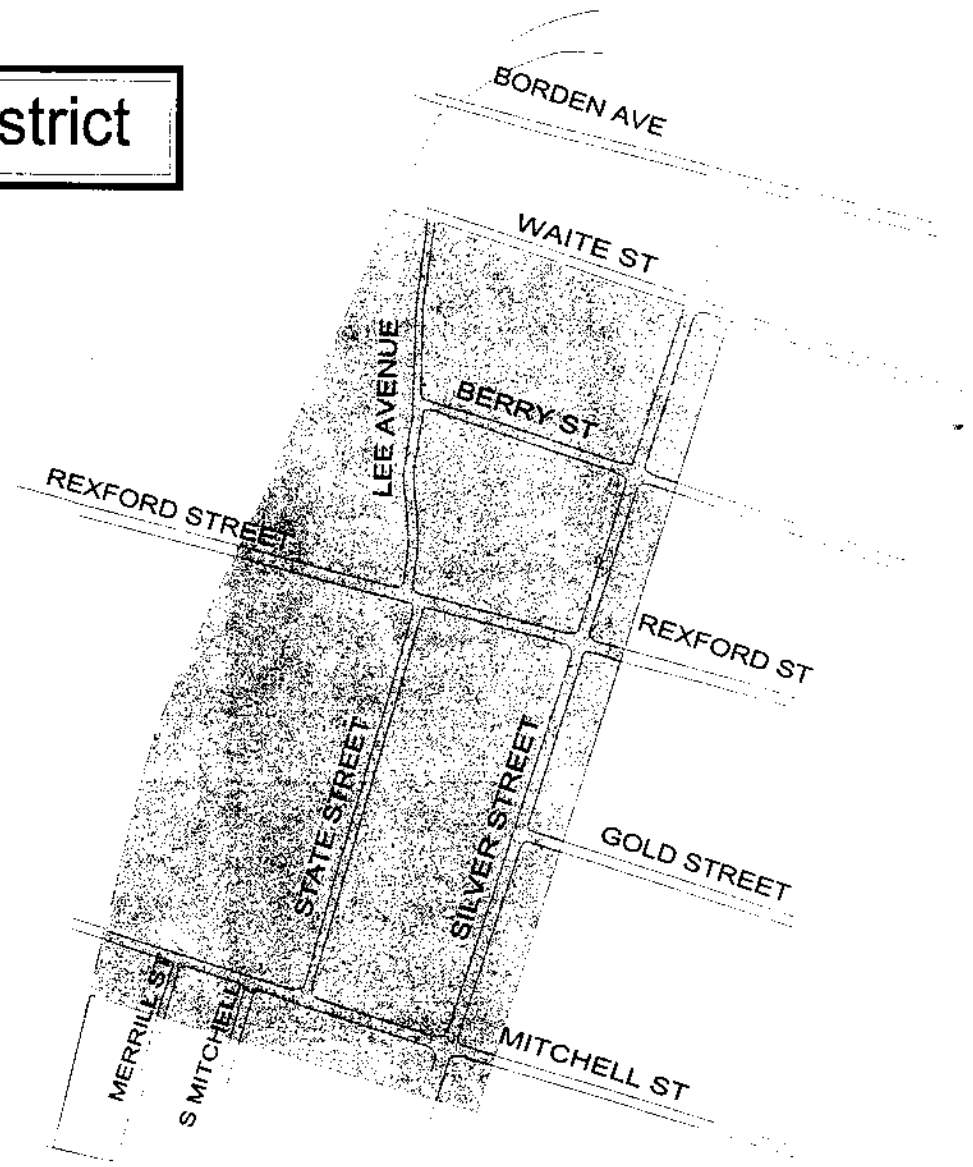 strict
BORDEN AVE
WAITE ST
LEE AVENUE
BERRY ST
REXFORD STREET
REXFORD ST
STATE STREET
SILVER STREET
GOLD STREET
MERRILL ST
S MITCHELL
MITCHELL ST